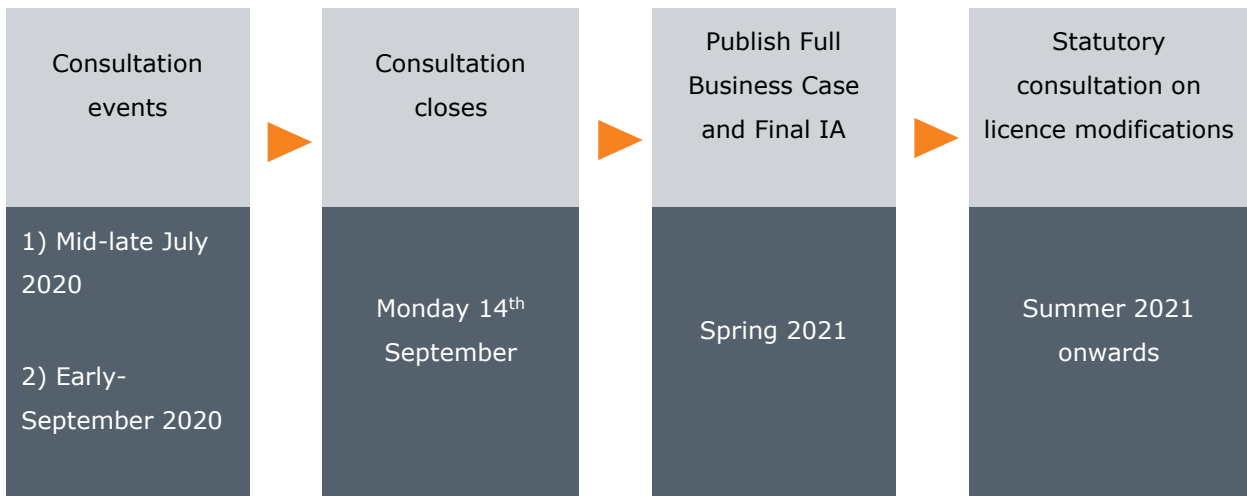 Consultation
events
1) Mid-late July
2020
2) Early-
September 2020
Consultation
closes
Monday 14th
September
Publish Full
Business Case
and Final IA
Spring 2021
Statutory
consultation on
licence modifications
Summer 2021
onwards